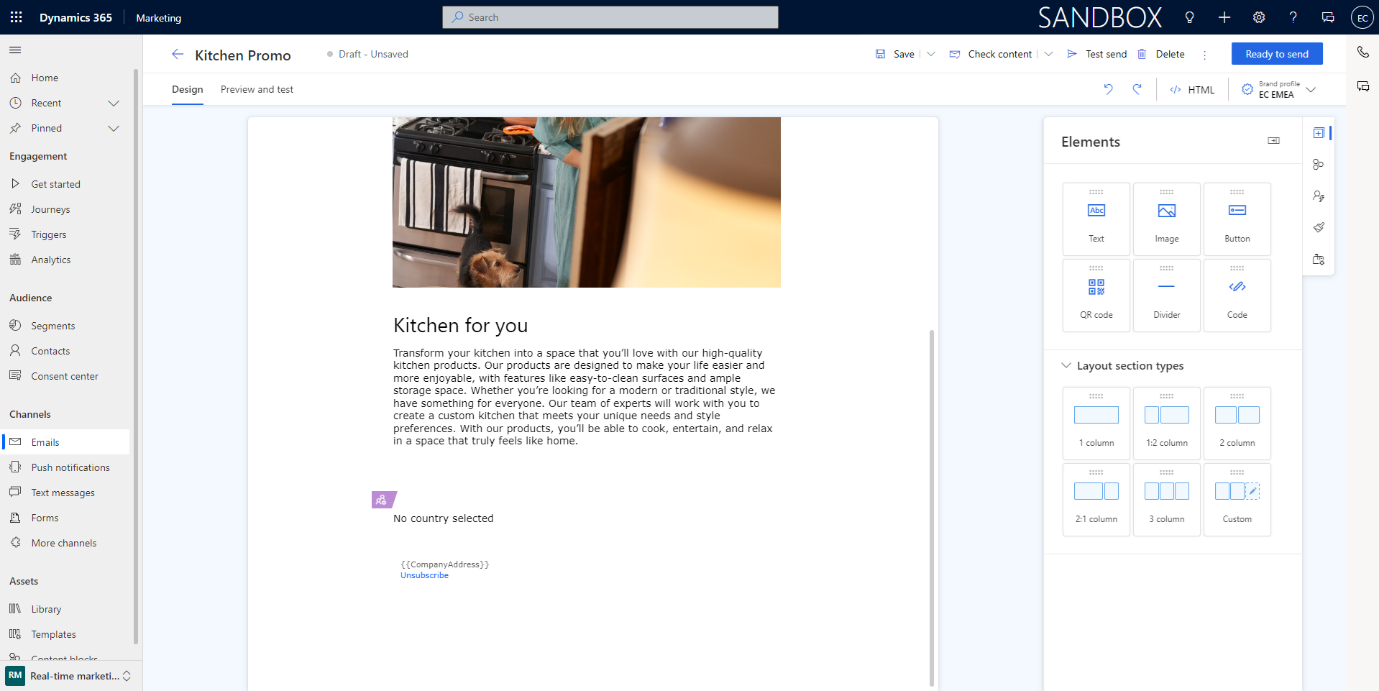 Dynamics 365
Marketing
Search
SANDBOX
EC
Home
Recent
Pinned
Engagement
Get started
Journeys
Triggers
Analytics
Audience
Segments
Contacts
Consent center
Channels
Emails
Push notifications
Text messages
Forms
More channels
Assets
Library
Templates
Content blocks
RM
Real-time marketi...
Kitchen Promo
Draft - Unsaved
Save
Check content
Test send
Delete
Ready to send
Design
Preview and test
HTML
Brand profile
EC EMEA
Kitchen for you
Transform your kitchen into a space that you'll love with our high-quality
kitchen products. Our products are designed to make your life easier and
more enjoyable, with features like easy-to-clean surfaces and ample
storage space. Whether you're looking for a modern or traditional style, we
have something for everyone. Our team of experts will work with you to
create a custom kitchen that meets your unique needs and style
preferences. With our products, you'll be able to cook, entertain, and relax
in a space that truly feels like home.
No country selected
{{CompanyAddress}}
Unsubscribe
Elements
Abc
Text
Image
Button
QR code
Divider
Code
Layout section types
1 column
1:2 column
2 column
2:1 column
3 column
Custom